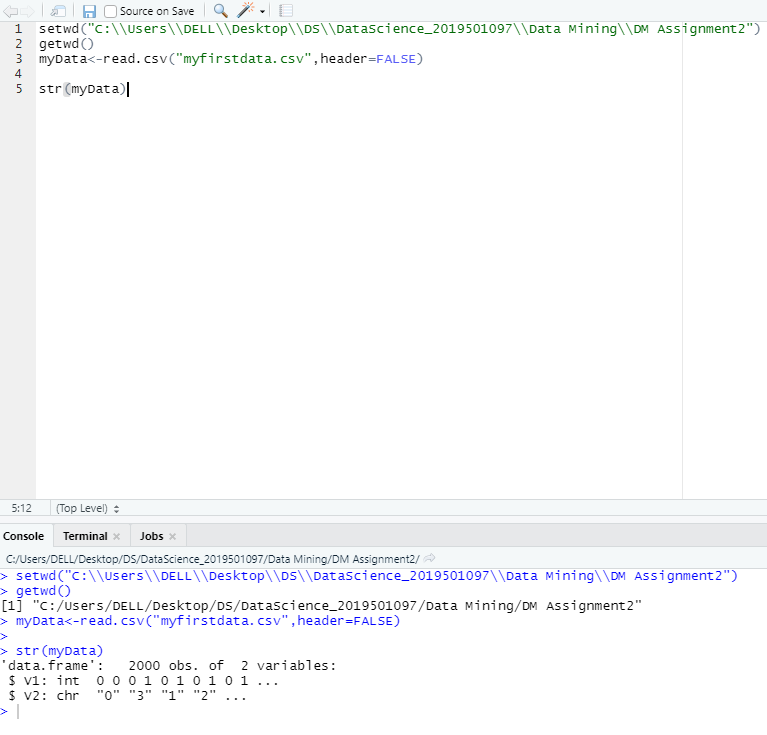 Source on Save
1 setwd("C:\\Users\\DELL\\Desktop\\DS\\DataScience_2019501097\\Data Mining\\DM Assignment2")
2 getwd()
3 myData<-read.csv("myfirstdata.csv",header=FALSE)
4
5 str(myData)
5:12 (Top Level)
Console Terminal Jobs
C:/Users/DELL/Desktop/DS/DataScience_2019501097/Data Mining/DM Assignment2/
> setwd("C:\\Users\\DELL\\Desktop\\DS\\DataScience_2019501097\\Data Mining\\DM Assignment2")
> getwd()
[1] "C:/Users/DELL/Desktop/DS/DataScience_2019501097/Data Mining/DM Assignment2"
> myData<-read.csv("myfirstdata.csv",header=FALSE)
>
> str(myData)
'data.frame':   2000 obs. of  2 variables:
 $ V1: int  0 0 0 1 0 1 0 1 0 1 ...
 $ V2: chr  "0" "3" "1" "2" ...
>